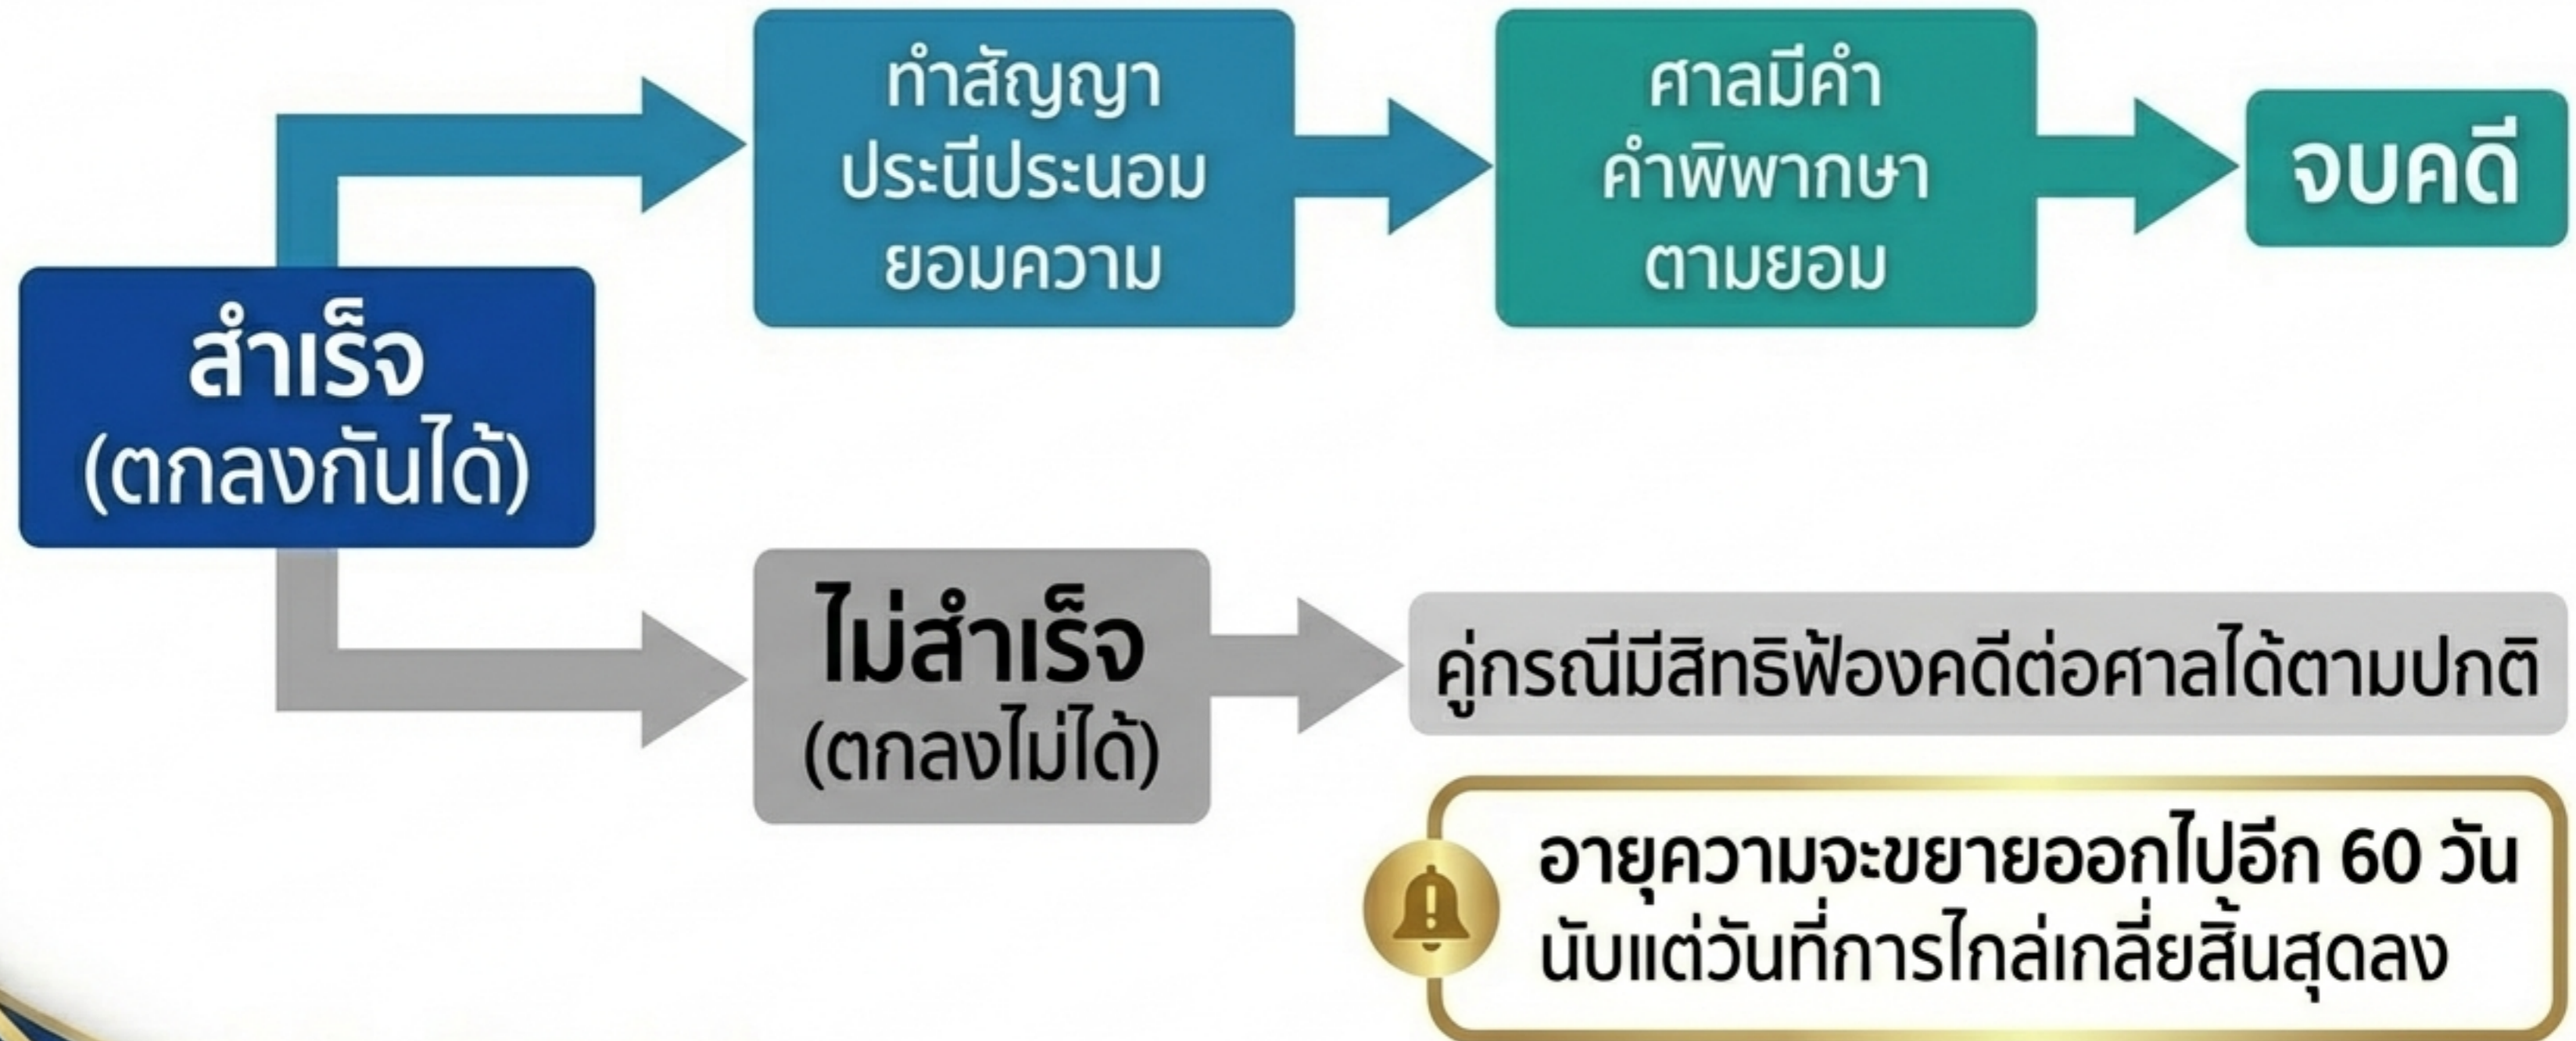 ทำสัญญา
ประนีประนอม
ยอมความ
ศาลมีคำ
คำพิพากษา
ตามยอม
จบคดี
สำเร็จ
(ตกลงกันได้)
ไม่สำเร็จ
(ตกลงไม่ได้)
คู่กรณีมีสิทธิฟ้องคดีต่อศาลได้ตามปกติ
อายุความจะขยายออกไปอีก 60 วัน
นับแต่วันที่การไกล่เกลี่ยสิ้นสุดลง